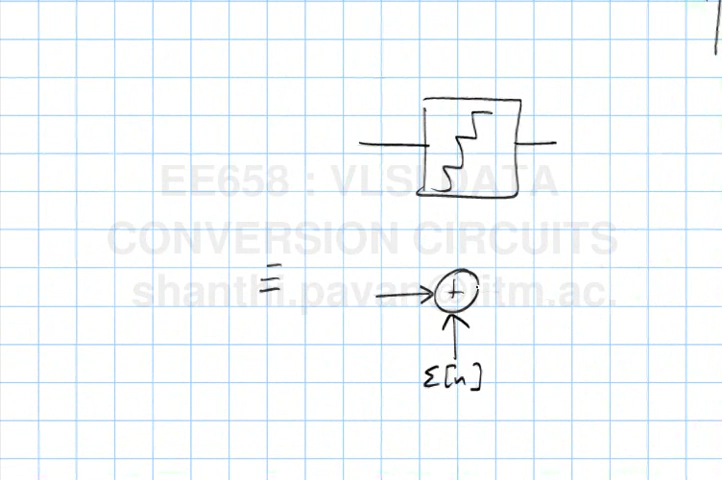 EE658 : VLSI DATA
CONVERSION CIRCUITS
≡
+
Ɛ[n]